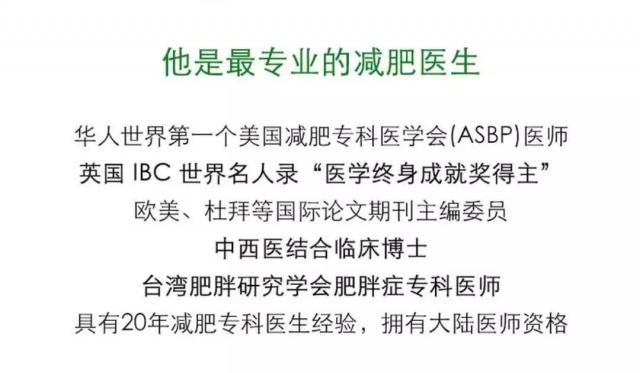 他是最专业的减肥医生
华人世界第一个美国减肥专科医学会(ASBP)医师
英国 IBC 世界名人录“医学终身成就奖得主”
欧美、杜拜等国际论文期刊主编委员
中西医结合临床博士
台湾肥胖研究学会肥胖症专科医师
具有20年减肥专科医生经验，拥有大陆医师资格